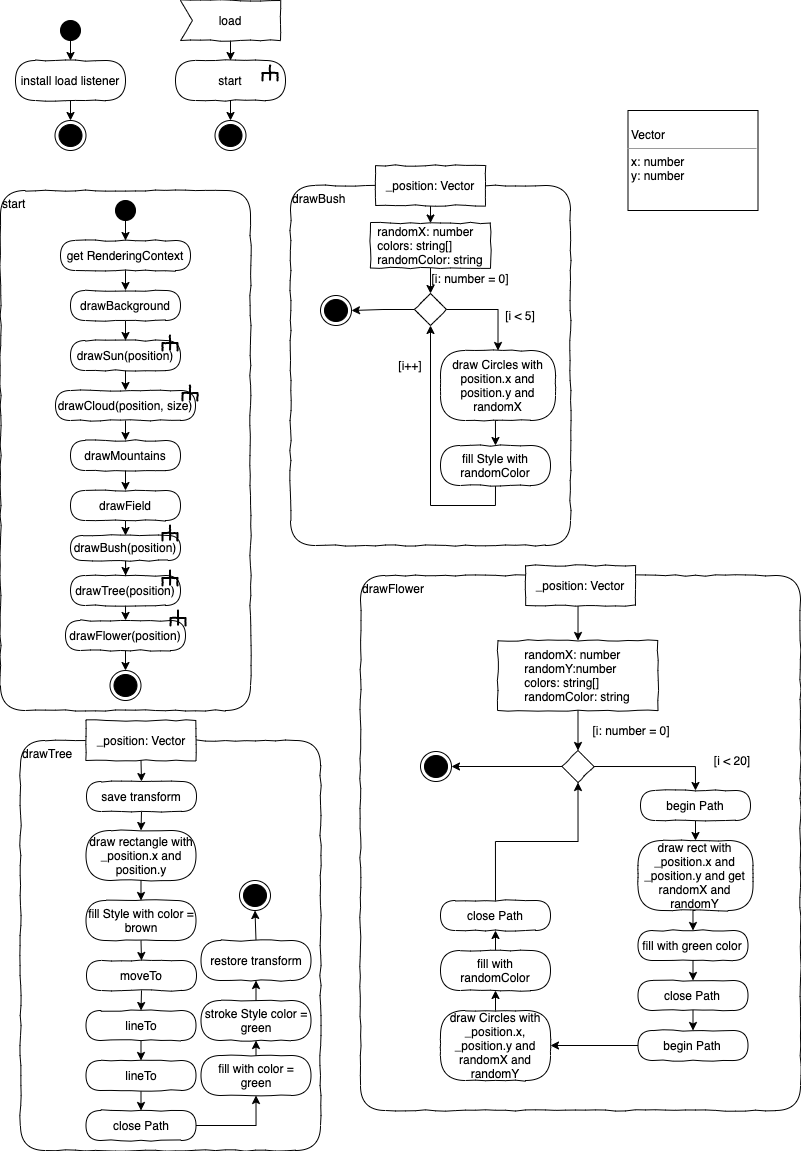 load
install load listener
start
Vector
x: number
y: number
start
get RenderingContext
drawBackground
drawSun(position)
drawCloud(position, size)
drawMountains
drawField
drawBush(position)
drawTree(position)
drawFlower(position)
drawBush
_position: Vector
randomX: number
colors: string[]
randomColor: string
[i: number = 0]
[i < 5]
[i++]
draw Circles with
position.x and
position.y and
randomX
fill Style with
randomColor
drawFlower
_position: Vector
randomX: number
randomY:number
colors: string[]
randomColor: string
[i: number = 0]
[i < 20]
begin Path
draw rect with
_position.x and
_position.y and get
randomX and
randomY
fill with green color
close Path
begin Path
draw Circles with
_position.x,
_position.y and
randomX and
randomY
fill with
randomColor
close Path
drawTree
_position: Vector
save transform
draw rectangle with
_position.x and
position.y
fill Style with color =
brown
moveTo
lineTo
lineTo
close Path
fill with color =
green
stroke Style color =
green
restore transform